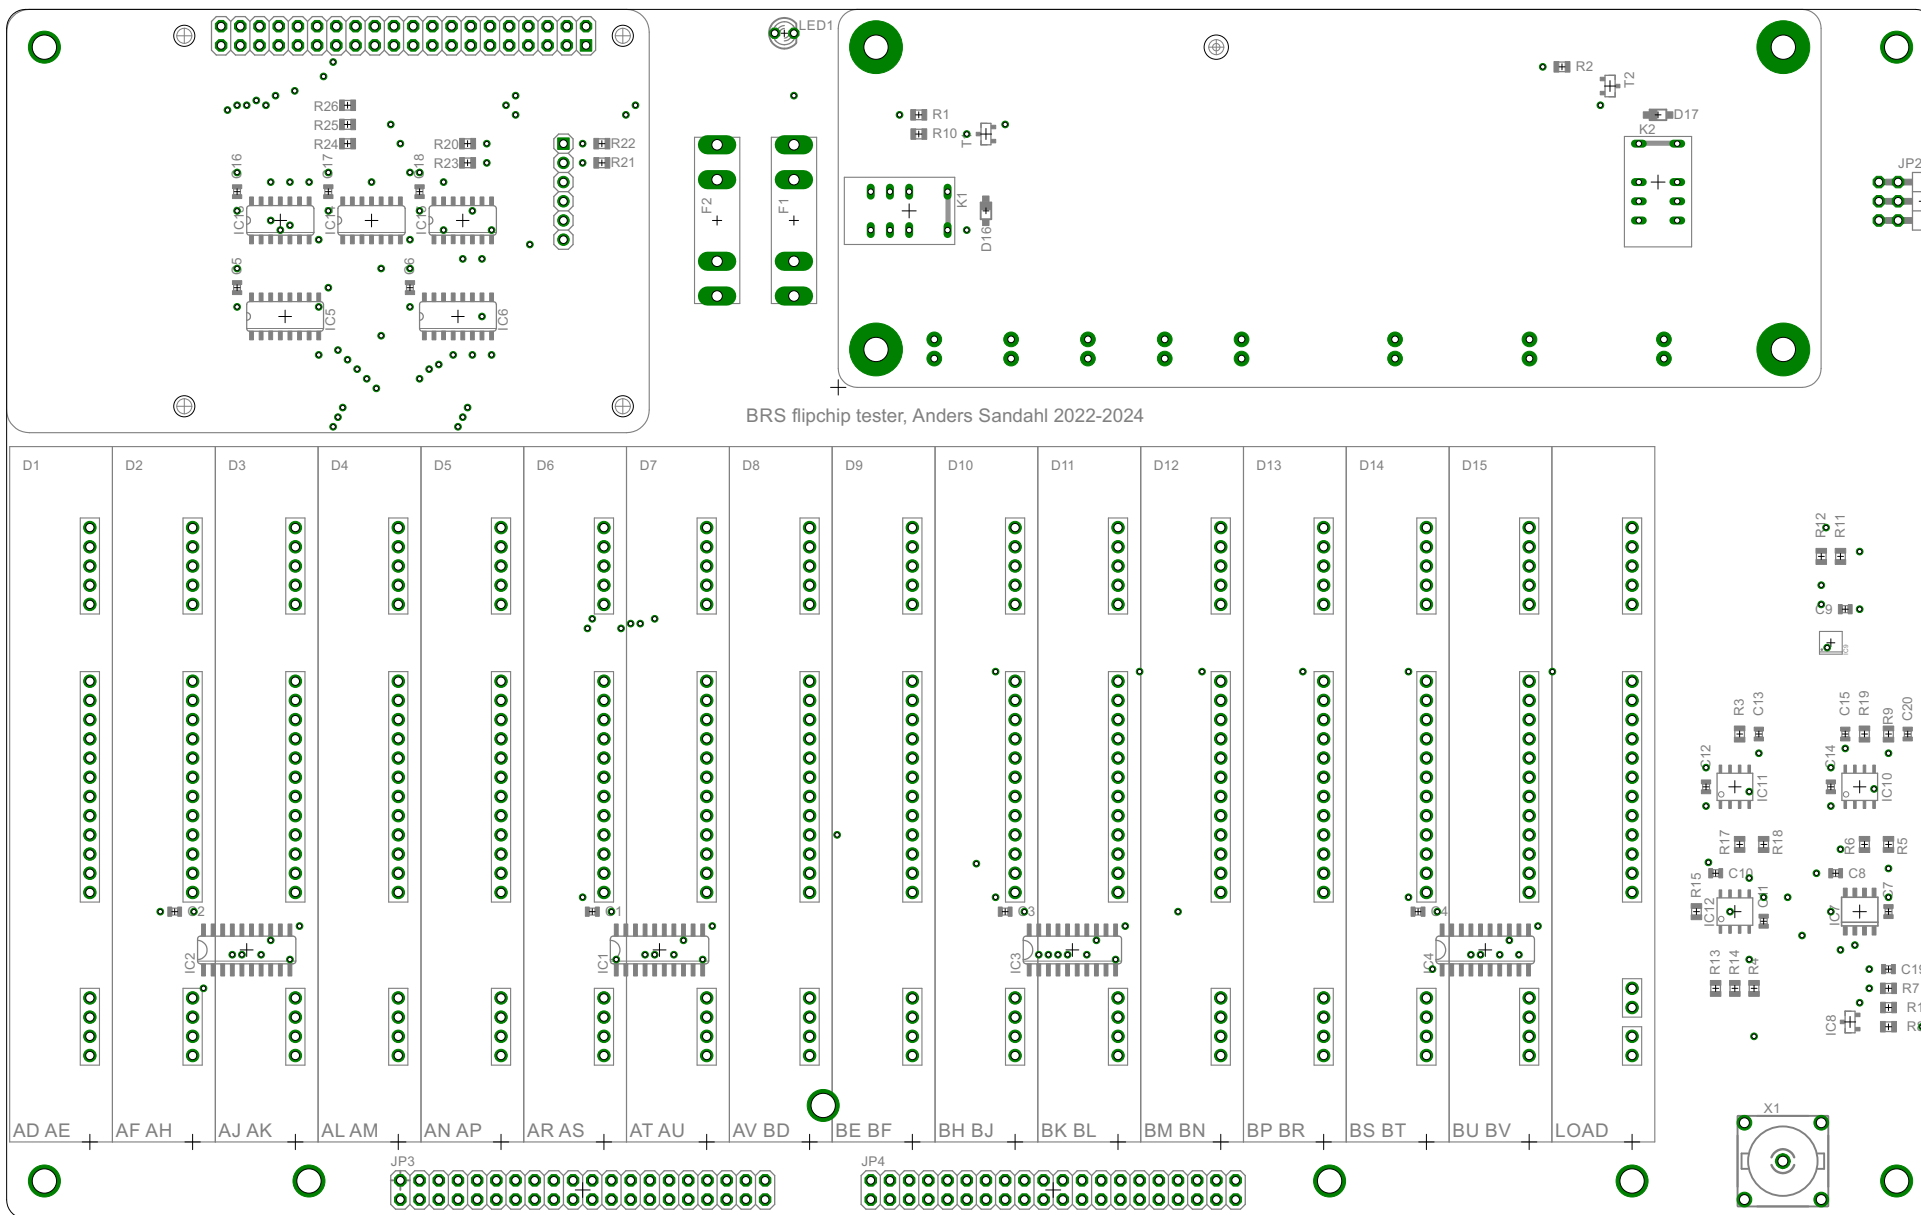 LED1
R2
T2
R26
R1
D17
R25
R10
K2
R24
R20
R22
R23
R21
JP2
F2
F1
K1
D16
IC5
IC6
BRS flipchip tester, Anders Sandahl 2022-2024
D1 D2 D3 D4 D5 D6 D7 D8 D9 D10 D11 D12 D13 D14 D15
R12 R11
C9
R3 C13 C15 R19 R9 C20
C12 IC11 C14 IC10
R17 R18 R6 R5
C10 C8
R15 IC12 IC7 C7
IC2 IC1 IC3 IC4
R13 R14 R4
R7
IC8
X1
AD AE AF AH AJ AK AL AM AN AP AR AS AT AU AV BD BE BF BH BJ BK BL BM BN BP BR BS BT BU BV LOAD
JP3 JP4